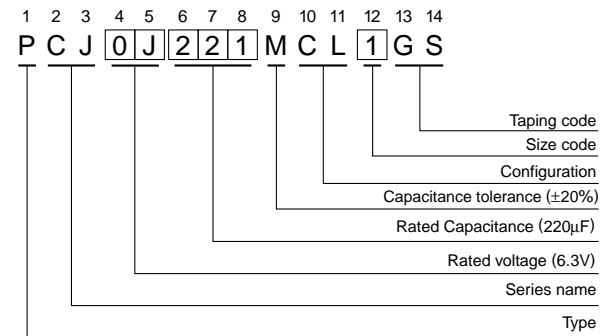 1 2 3 4 5 6 7 8 9 10 11 12 13 14
P C J 0 J 2 2 1 M C L 1 G S
Taping code
Size code
Configuration
Capacitance tolerance (±20%)
Rated Capacitance (220μF)
Rated voltage (6.3V)
Series name
Type